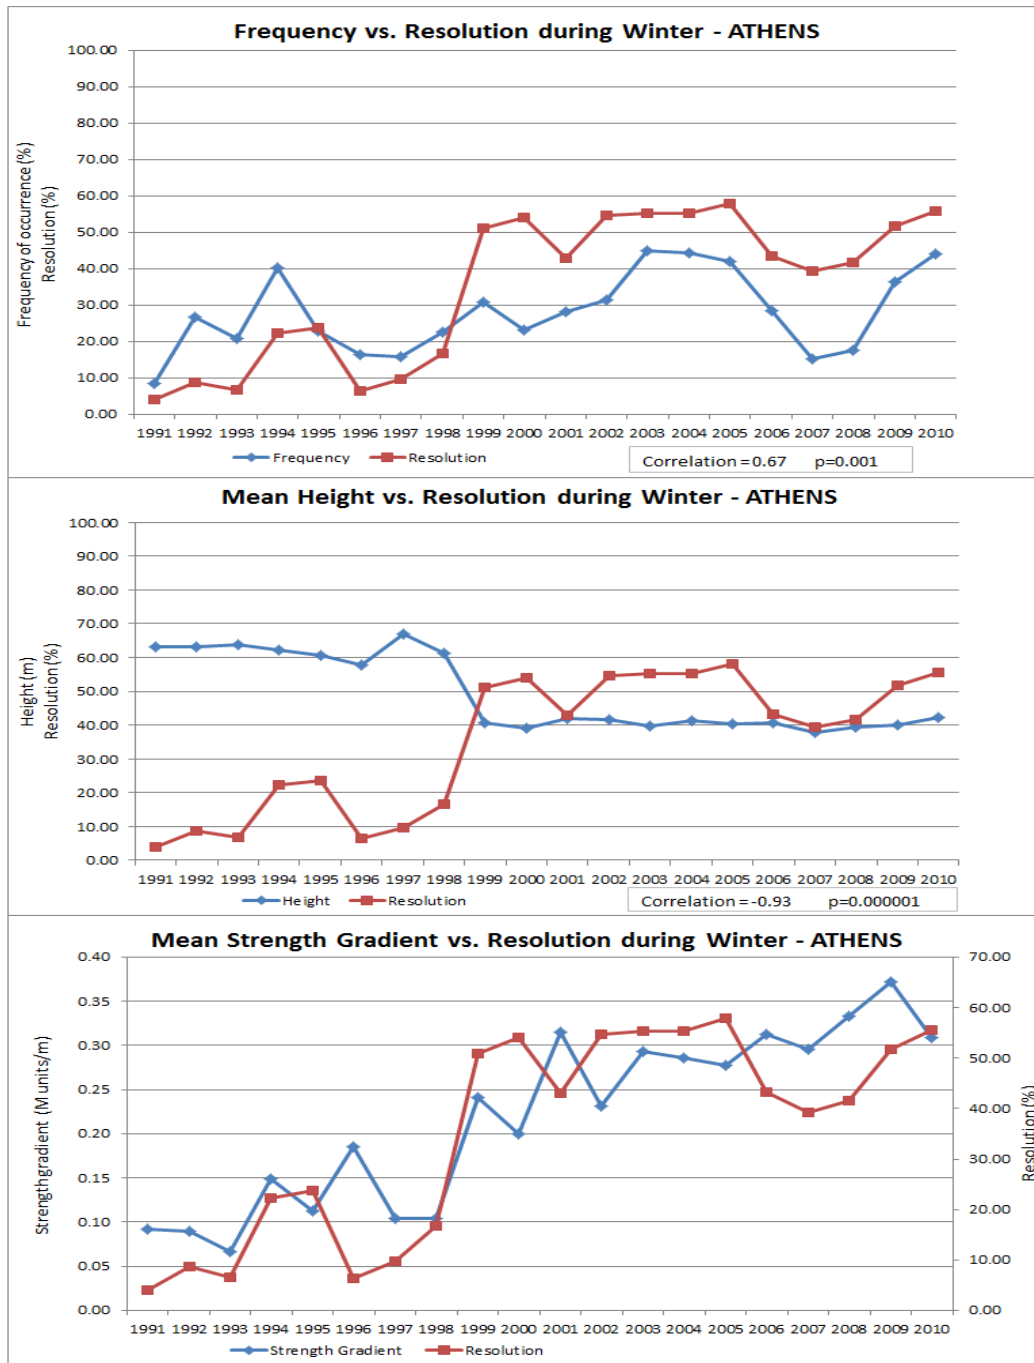 Frequency vs. Resolution during Winter - ATHENS
100.00
90.00
80.00
70.00
60.00
50.00
40.00
30.00
20.00
10.00
0.00
Frequency of occurrence (%)
Resolution (%)
1991 1992 1993 1994 1995 1996 1997 1998 1999 2000 2001 2002 2003 2004 2005 2006 2007 2008 2009 2010
Frequency Resolution
Correlation = 0.67 p=0.001
Mean Height vs. Resolution during Winter - ATHENS
100.00
90.00
80.00
70.00
60.00
50.00
40.00
30.00
20.00
10.00
0.00
Height (m)
Resolution (%)
1991 1992 1993 1994 1995 1996 1997 1998 1999 2000 2001 2002 2003 2004 2005 2006 2007 2008 2009 2010
Height Resolution
Correlation = -0.93 p=0.000001
Mean Strength Gradient vs. Resolution during Winter - ATHENS
0.40
0.35
0.30
0.25
0.20
0.15
0.10
0.05
0.00
Strengthgradient (M units/m)
70.00
60.00
50.00
40.00
30.00
20.00
10.00
0.00
Resolution (%)
1991 1992 1993 1994 1995 1996 1997 1998 1999 2000 2001 2002 2003 2004 2005 2006 2007 2008 2009 2010
Strength Gradient Resolution